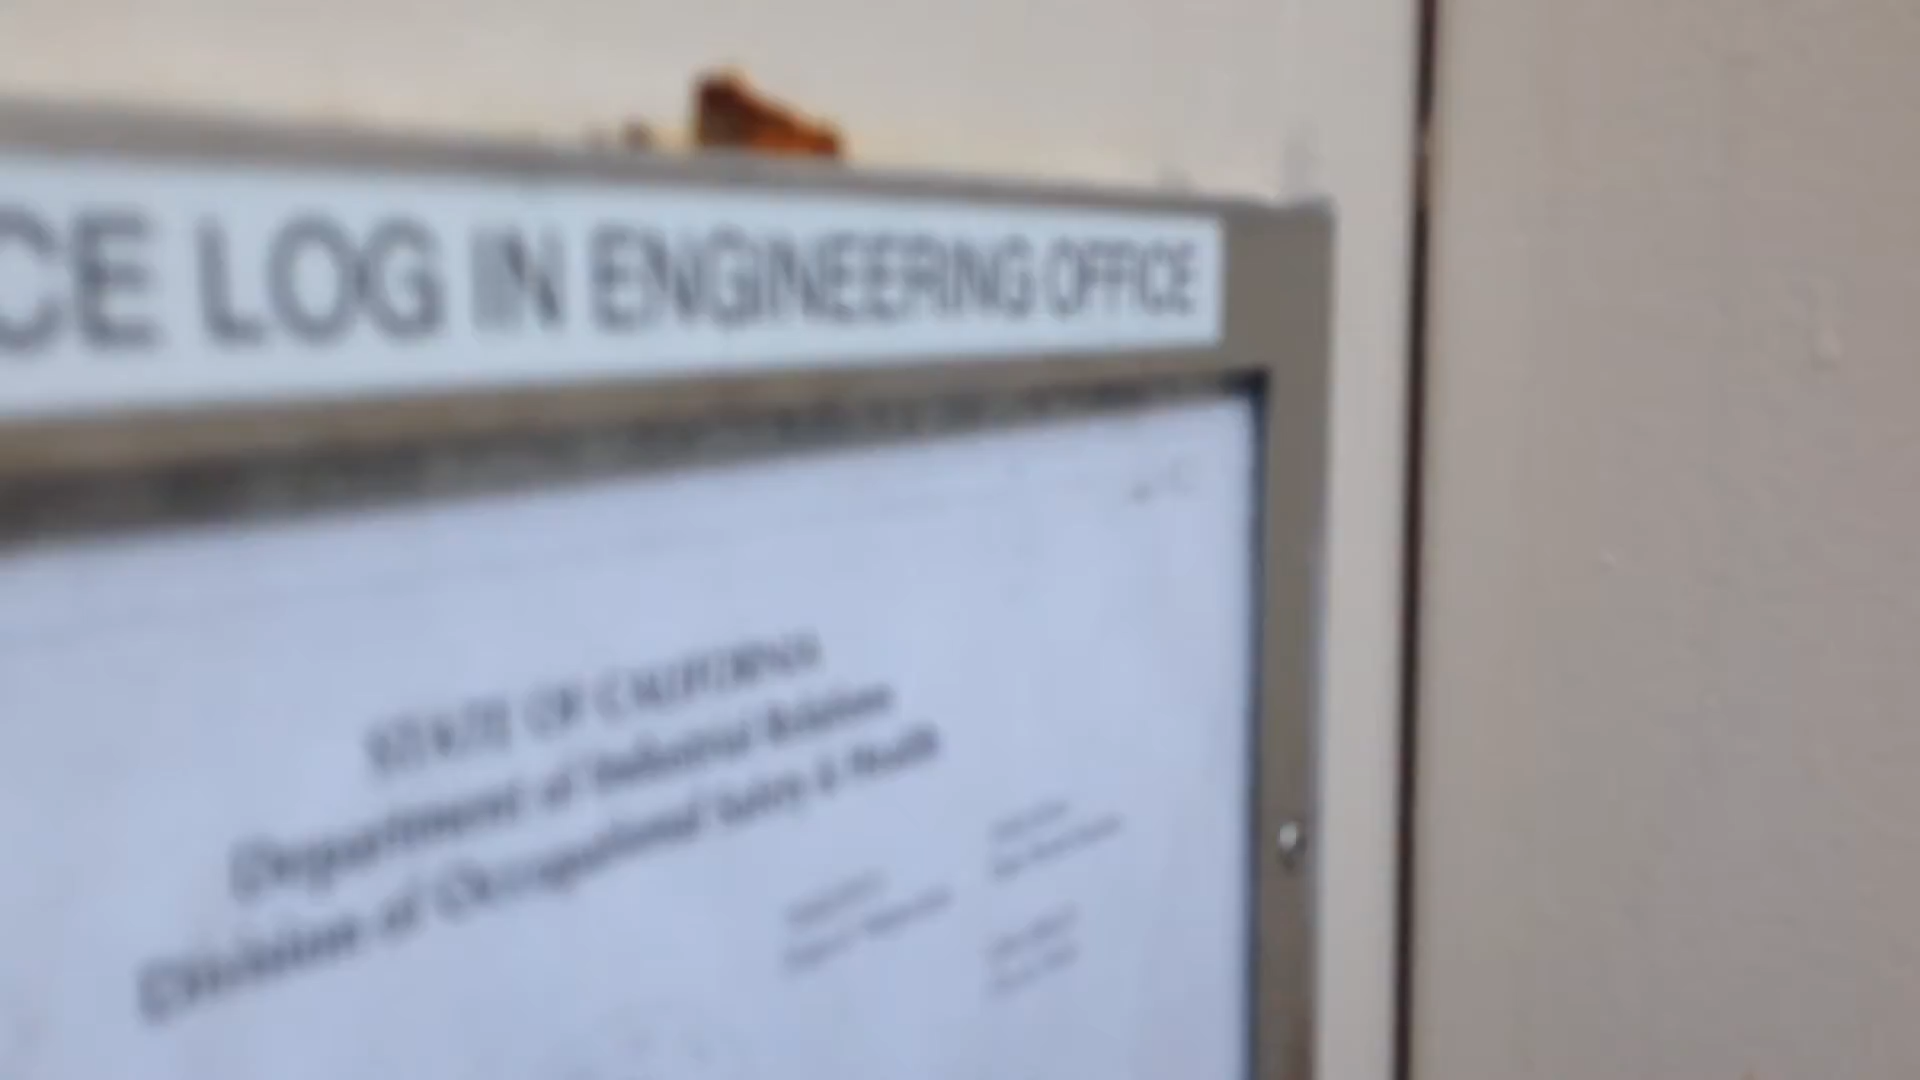 CE LOG IN ENGINEERING OFFICE
STATE OF CALIFORNIA
Department of Industrial Relations
Division of Occupational Safety & Health